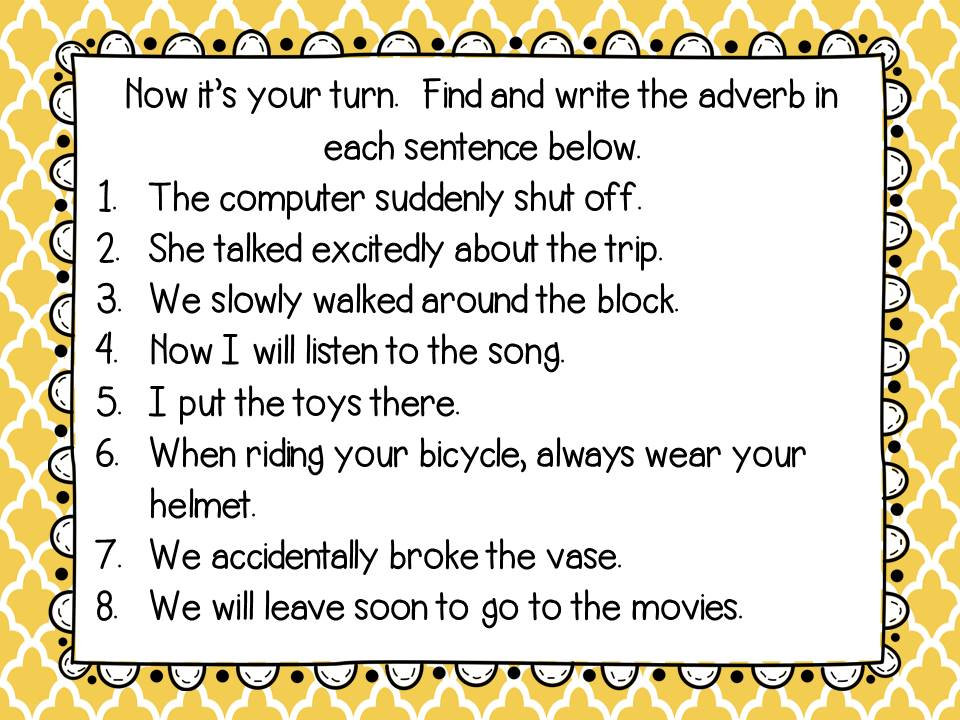 Now it's your turn.  Find and write the adverb in
each sentence below.
1. The computer suddenly shut off.
2. She talked excitedly about the trip.
3. We slowly walked around the block.
4. Now I will listen to the song.
5. I put the toys there.
6. When riding your bicycle, always wear your
helmet.
7. We accidentally broke the vase.
8. We will leave soon to go to the movies.